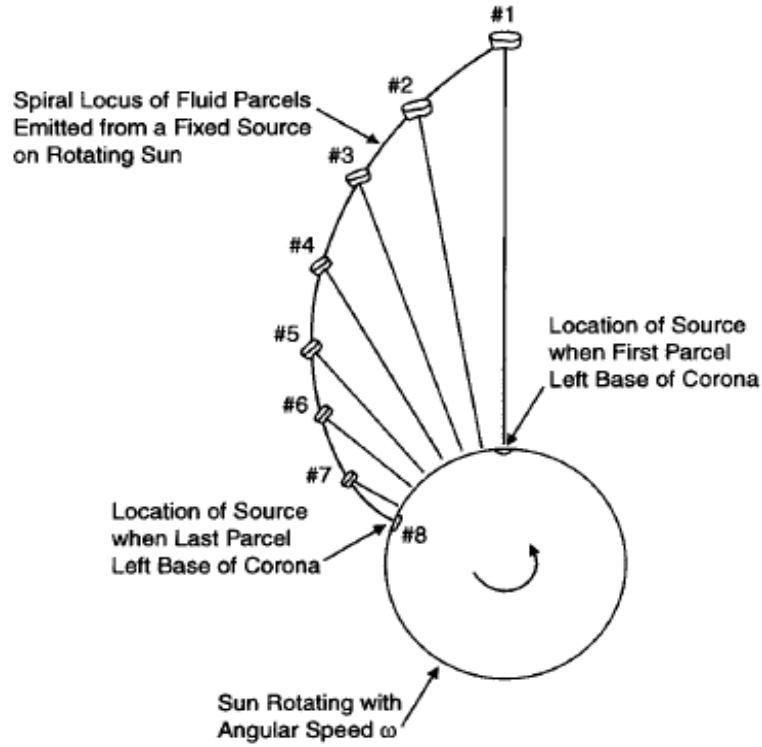 #1
#2
Spiral Locus of Fluid Parcels
Emitted from a Fixed Source
on Rotating Sun
#3
#4
#5
Location of Source
when First Parcel
Left Base of Corona
#6
#7
Location of Source
when Last Parcel
Left Base of Corona
#8
Sun Rotating with
Angular Speed ω